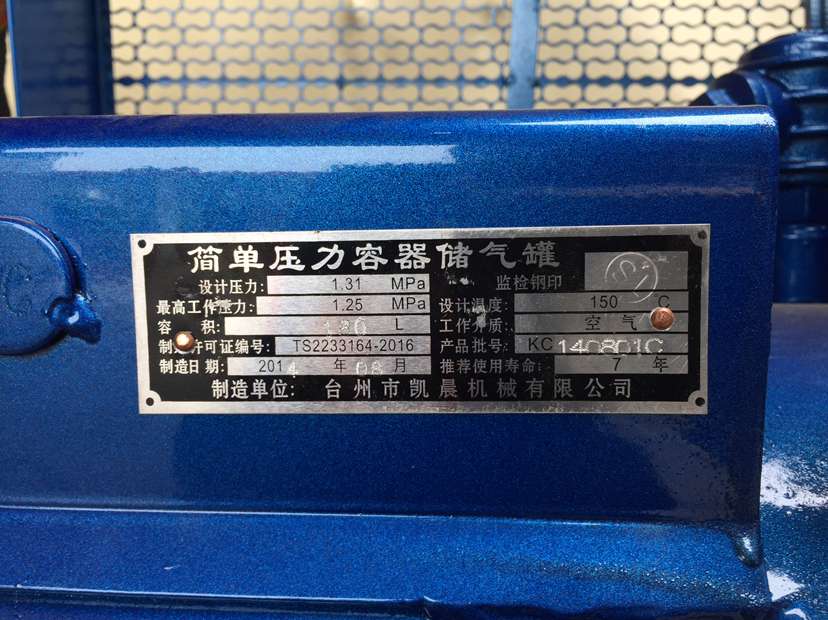 简单压力容器储气罐
设计压力: 1.31 MPa 监检钢印
最高工作压力: 1.25 MPa 设计温度: 150 C
容 积: L 工作介质: 空气
制造许可证编号: TS2233164-2016 产品批号: KC 140801C
制造日期: 2014 年 08 月 推荐使用寿命: 7 年
制造单位: 台州市凯晨机械有限公司